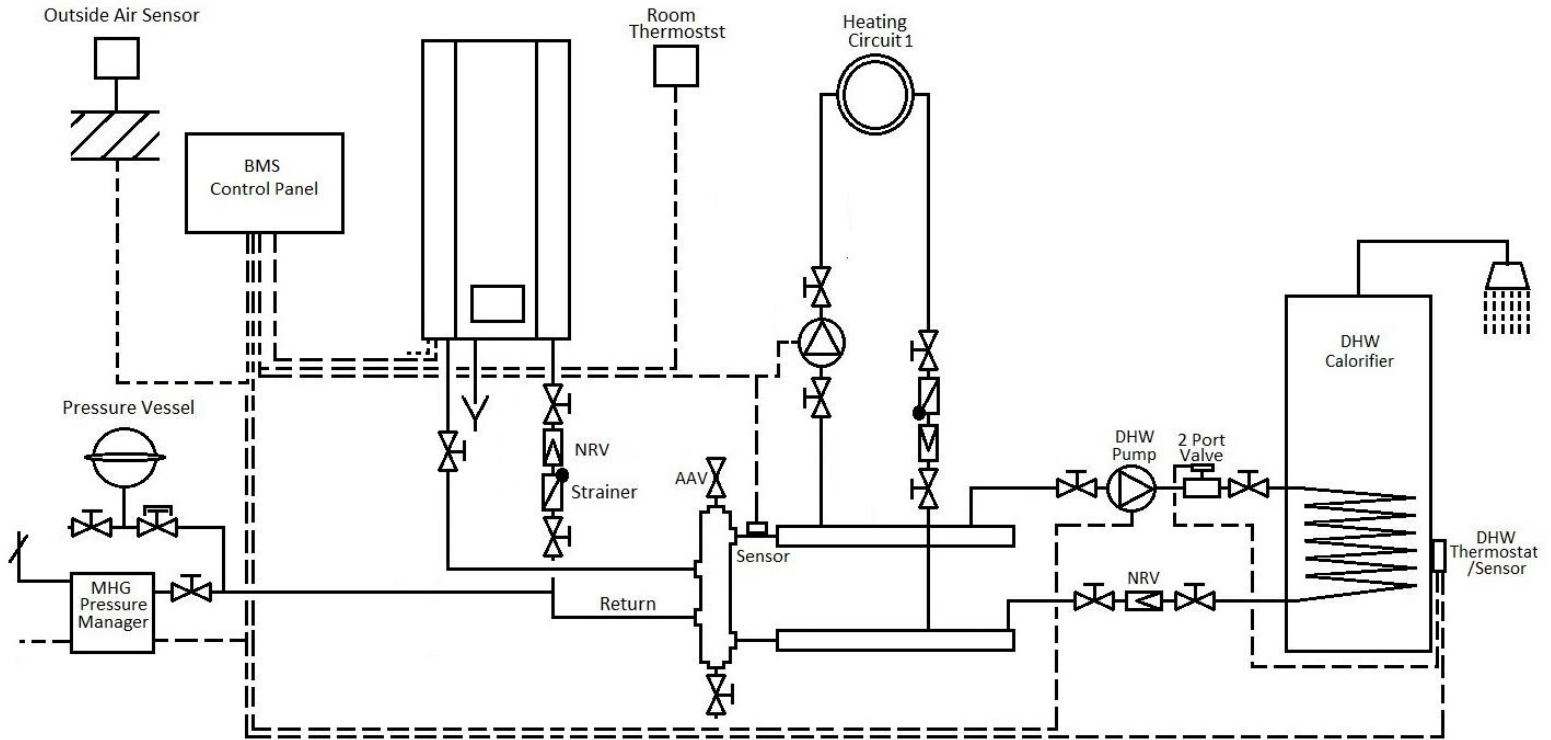 Outside Air Sensor
Room
Thermostst
Heating
Circuit 1
BMS
Control Panel
DHW
Calorifier
Pressure Vessel
NRV
Strainer
AAV
DHW
Pump
2 Port
Valve
Sensor
DHW
Thermostat
/Sensor
MHG
Pressure
Manager
Return
NRV